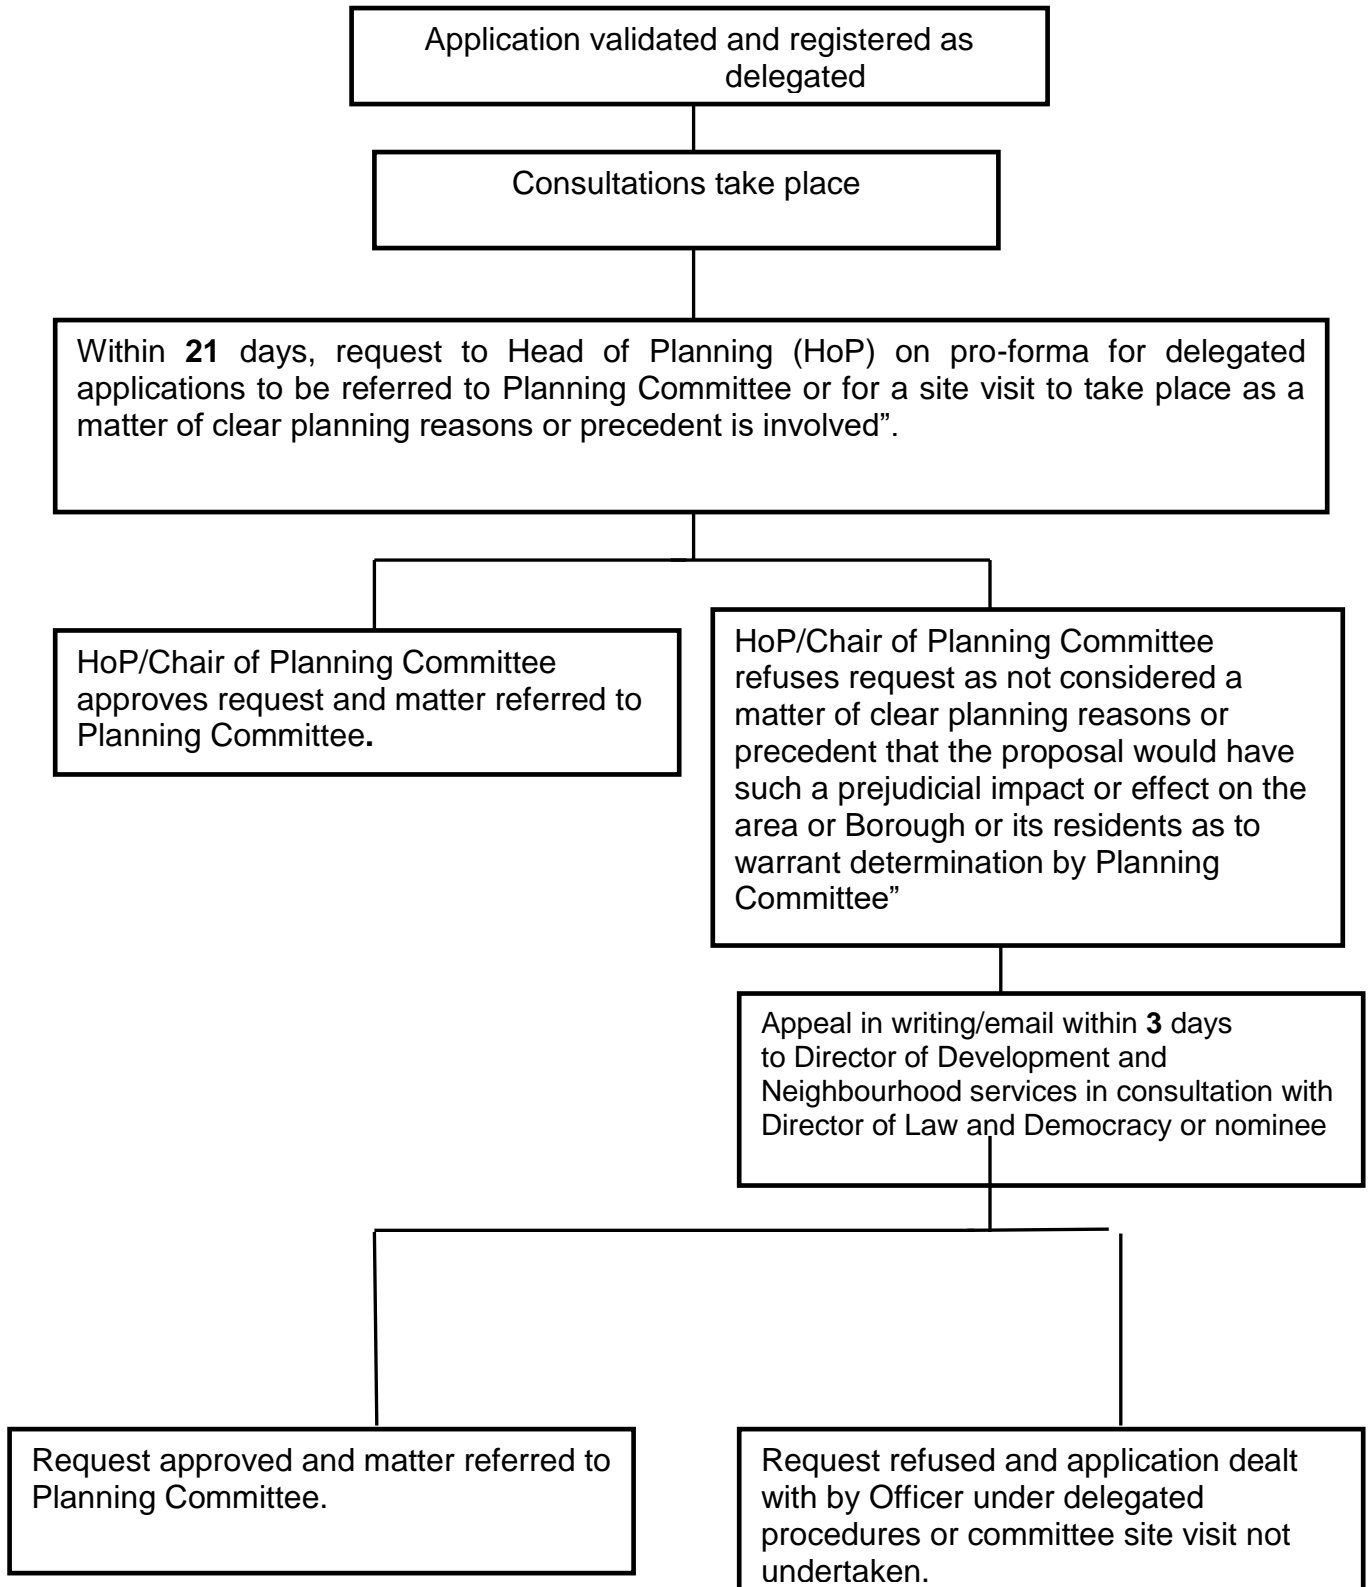 Application validated and registered as
delegated
Consultations take place
Within 21 days, request to Head of Planning (HoP) on pro-forma for delegated
applications to be referred to Planning Committee or for a site visit to take place as a
matter of clear planning reasons or precedent is involved”.
HoP/Chair of Planning Committee
approves request and matter referred to
Planning Committee.
HoP/Chair of Planning Committee
refuses request as not considered a
matter of clear planning reasons or
precedent that the proposal would have
such a prejudicial impact or effect on the
area or Borough or its residents as to
warrant determination by Planning
Committee”
Appeal in writing/email within 3 days
to Director of Development and
Neighbourhood services in consultation with
Director of Law and Democracy or nominee
Request approved and matter referred to
Planning Committee.
Request refused and application dealt
with by Officer under delegated
procedures or committee site visit not
undertaken.